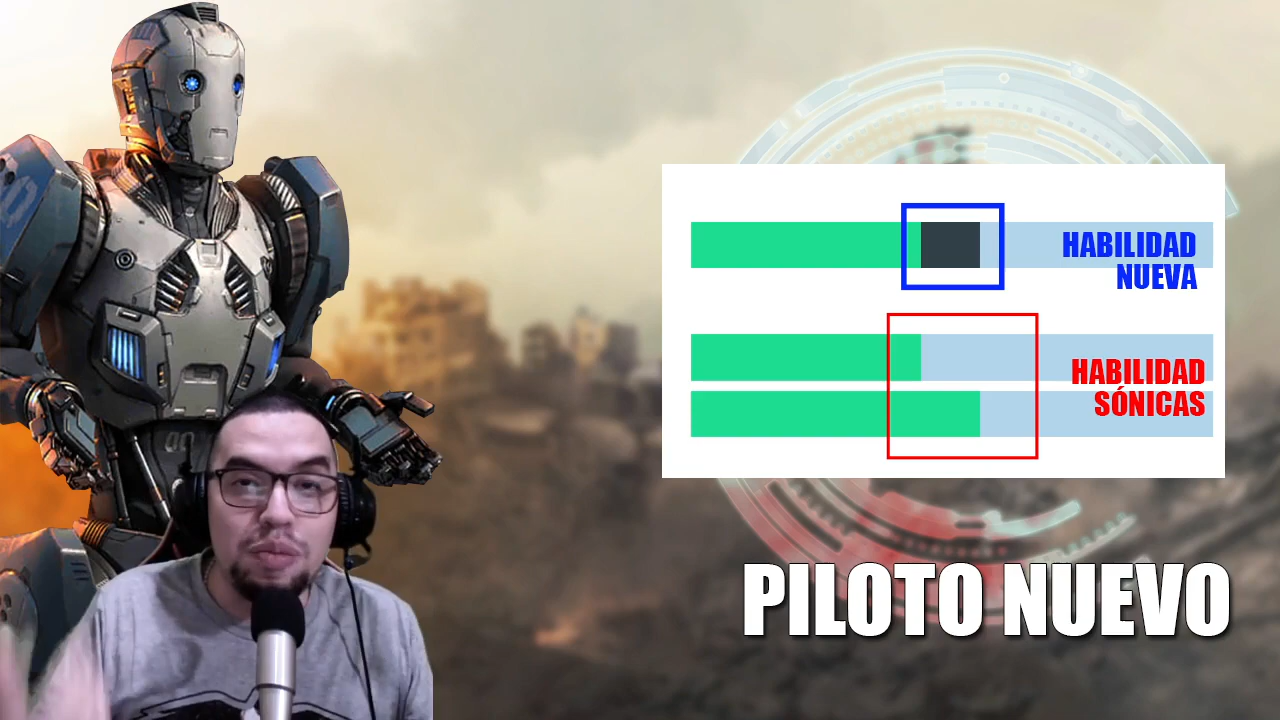 HABILIDAD
NUEVA
HABILIDAD
SÓNICAS
PILOTO NUEVO